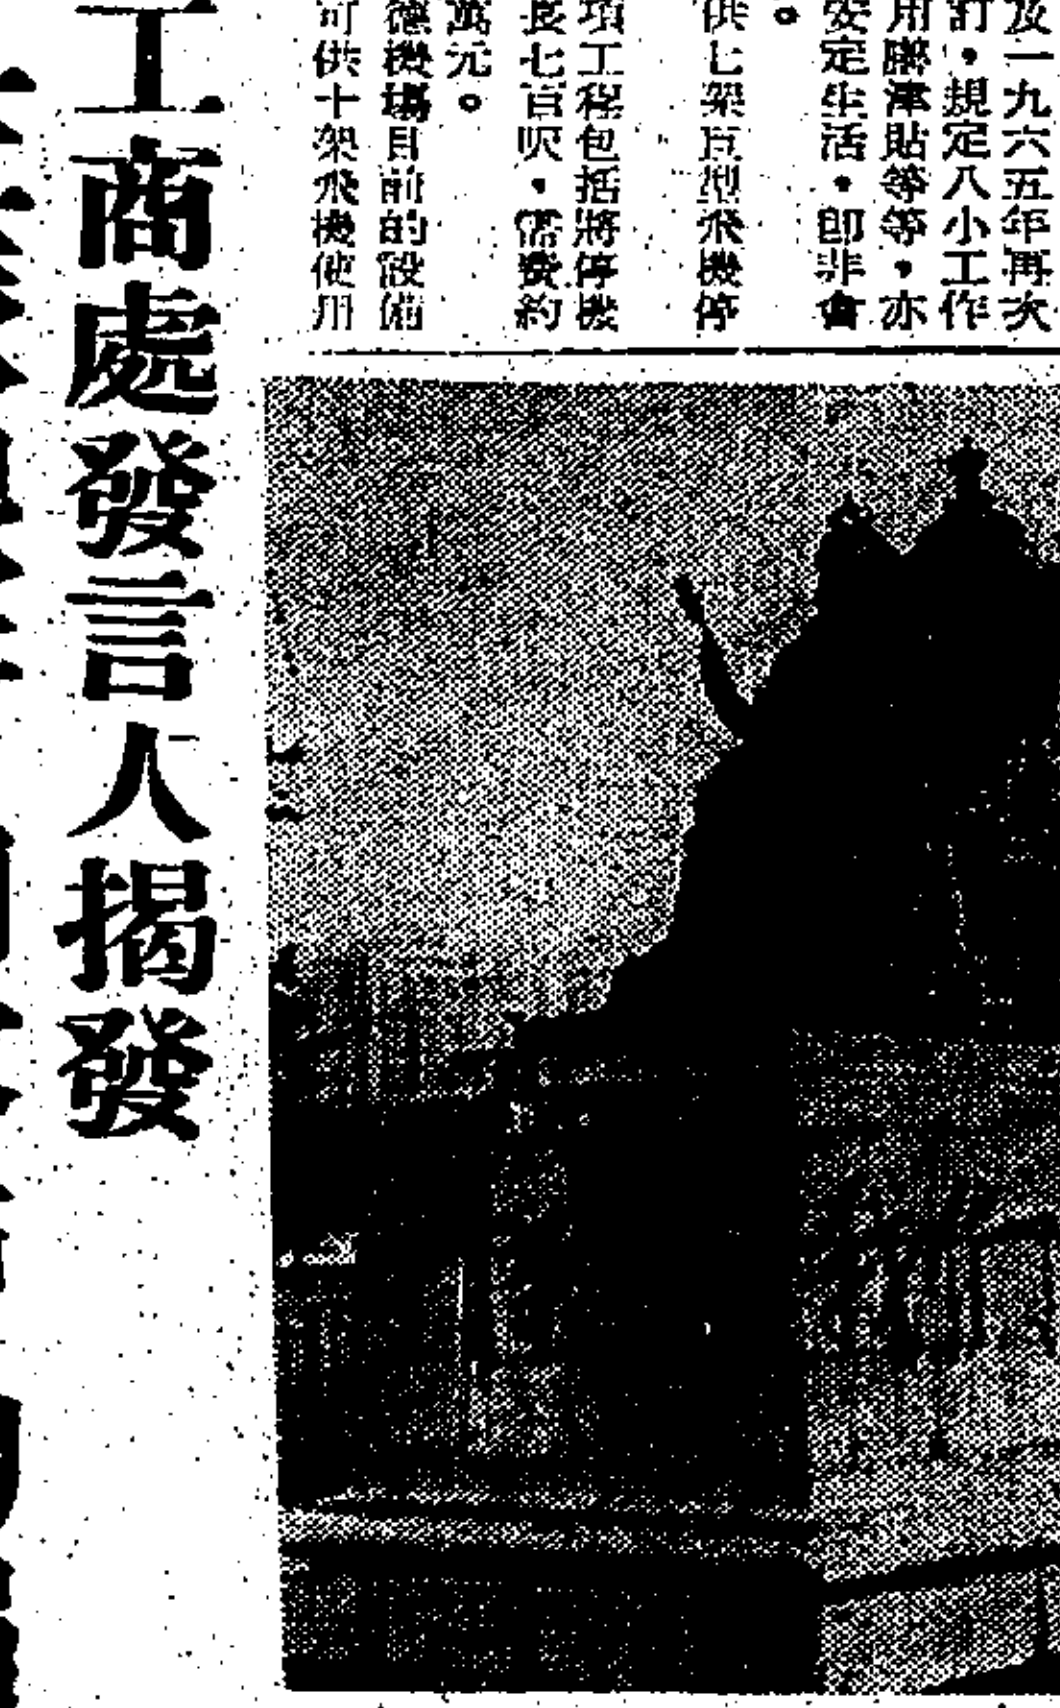 及一九六五年再次
訂，規定八小工作
用膳津貼等等，亦
安定生活，即非會
。
供七架巨型飛機停
項工程包括將停機
長七百呎，需費約
萬元。
德機場目前的設備
可供十架飛機使用
工商處發言人揭發